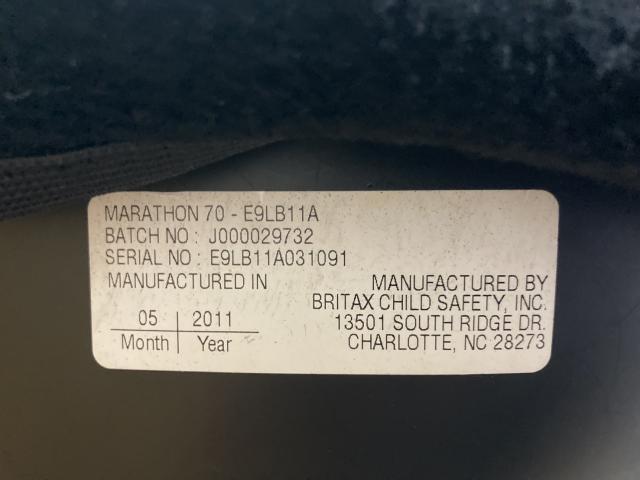 MARATHON 70 - E9LB11A
BATCH NO : J000029732
SERIAL NO : E9LB11A031091
MANUFACTURED IN
05 2011
Month Year
MANUFACTURED BY
BRITAX CHILD SAFETY, INC.
13501 SOUTH RIDGE DR.
CHARLOTTE, NC 28273